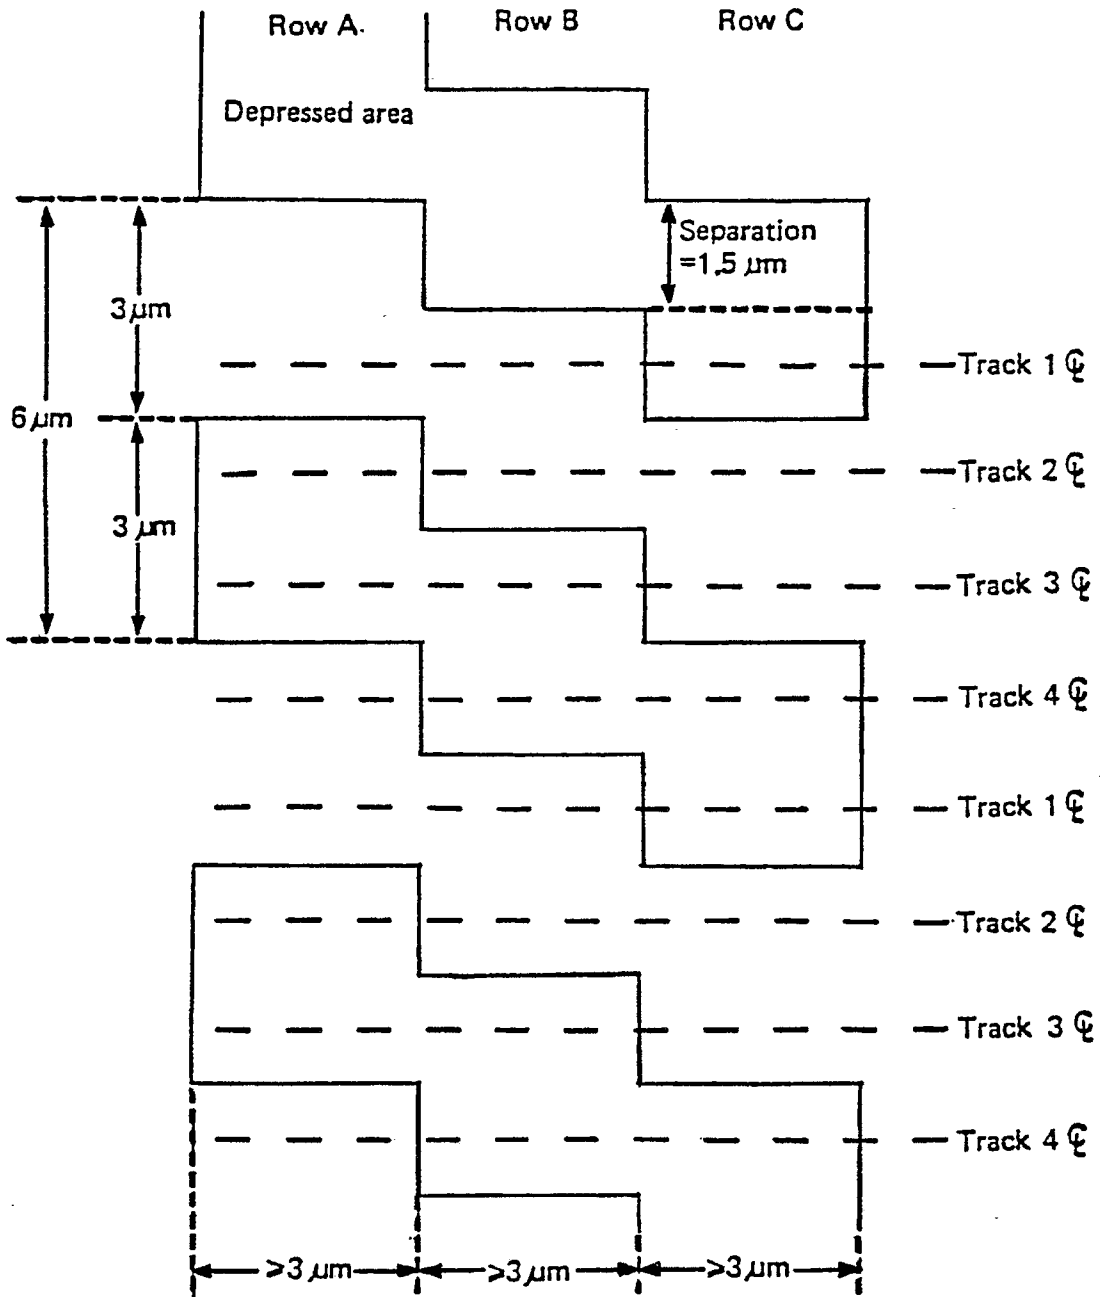 Row A. Row B Row C
Depressed area
Separation
=1.5 µm
3 µm
Track 1 ℄
6 µm
Track 2 ℄
3 µm
Track 3 ℄
Track 4 ℄
Track 1 ℄
Track 2 ℄
Track 3 ℄
Track 4 ℄
⩾3 µm ⩾3 µm ⩾3 µm